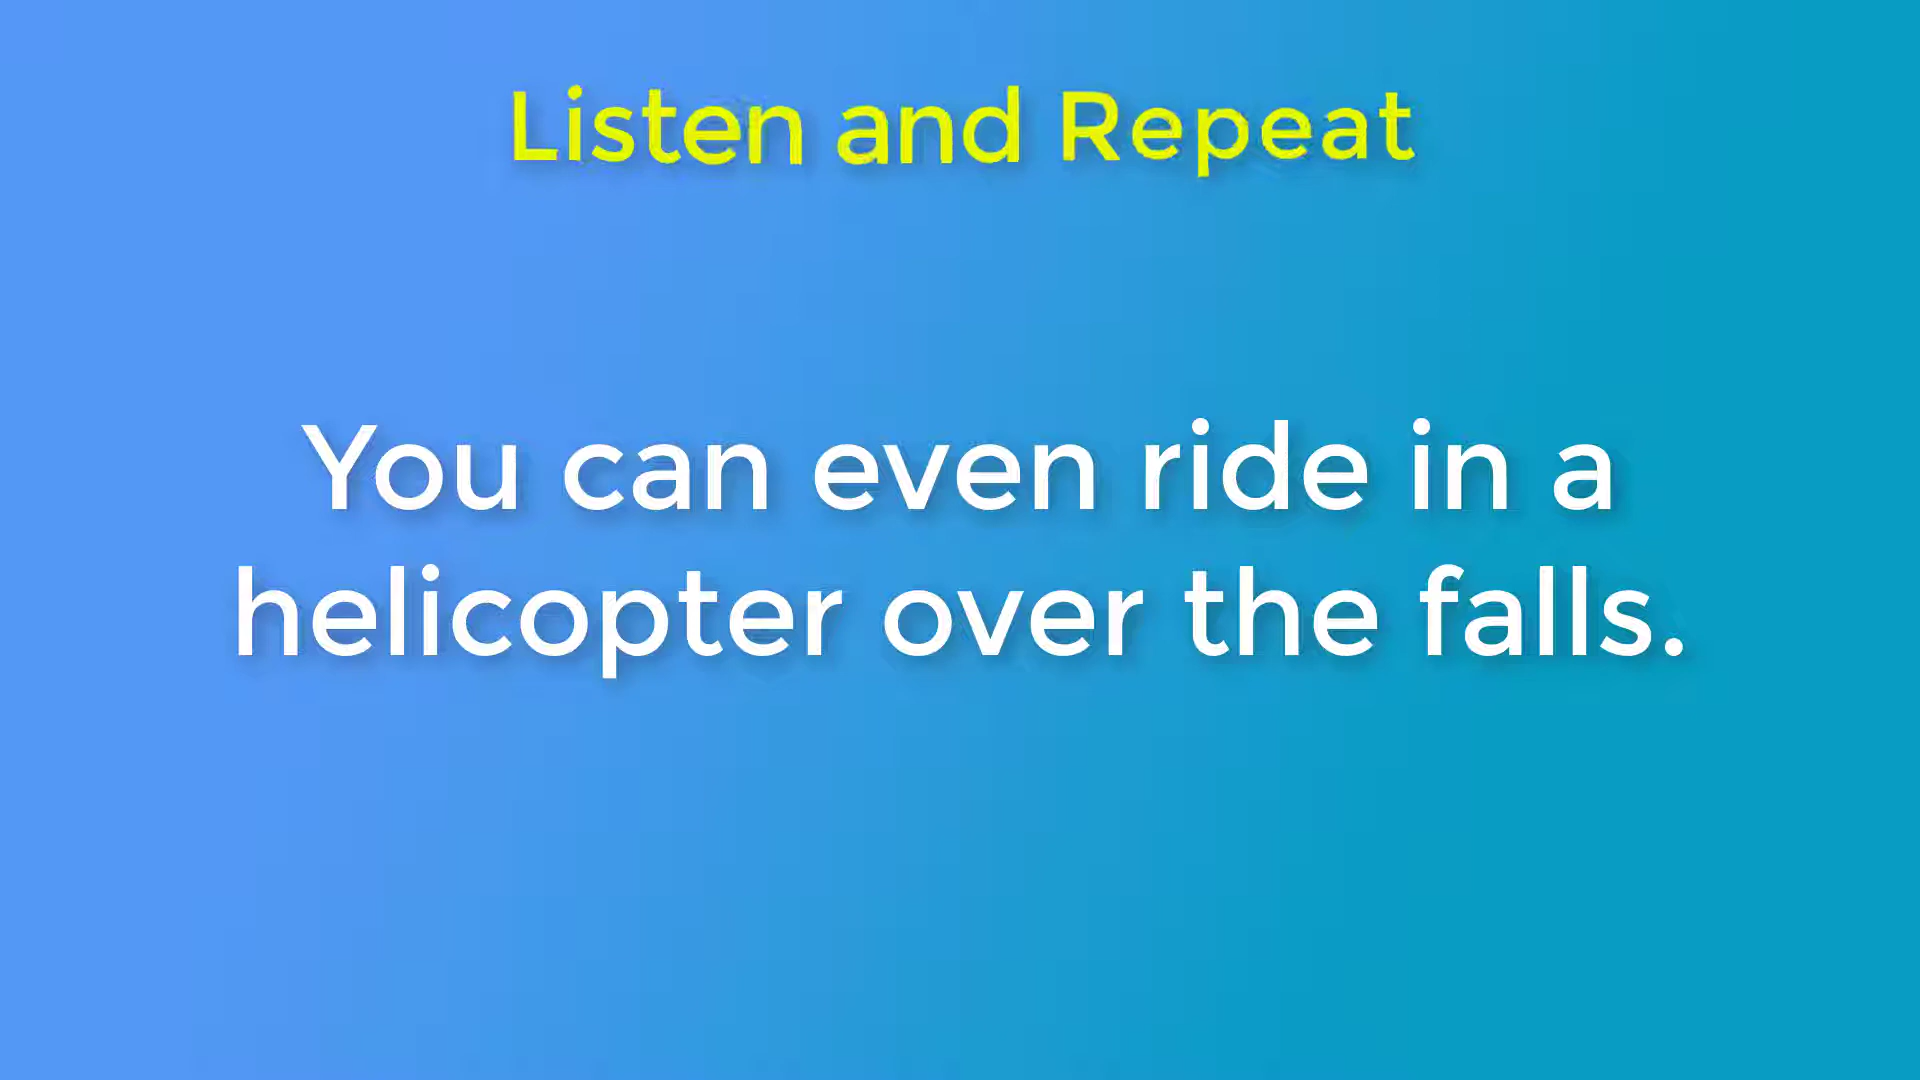 Listen and Repeat
You can even ride in a
helicopter over the falls.